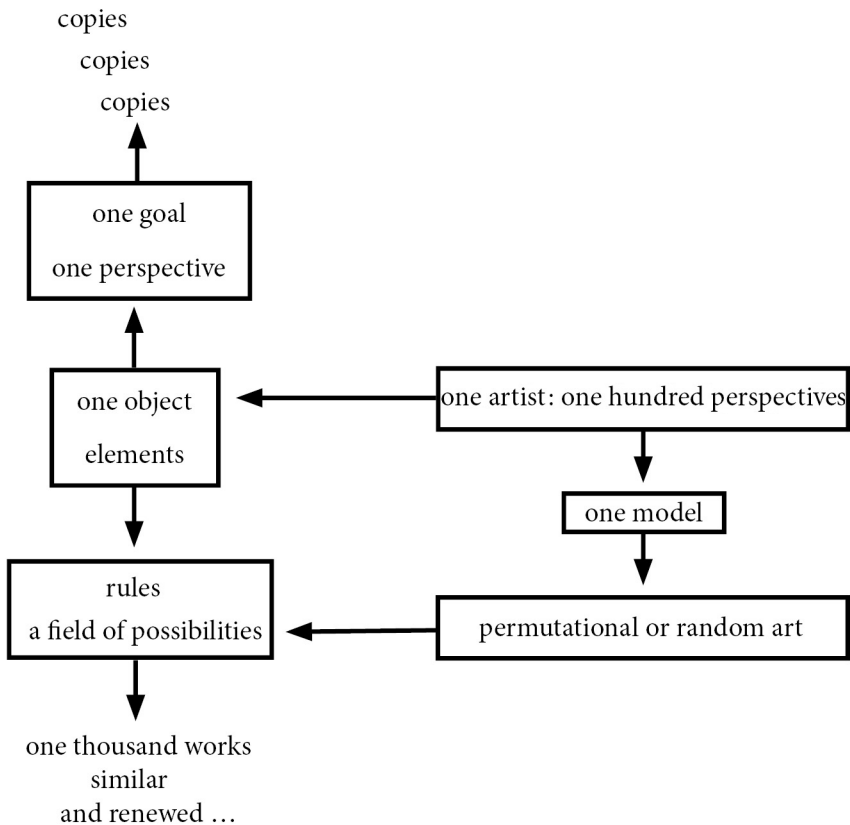 copies
copies
copies
one goal
one perspective
one object
elements
one artist: one hundred perspectives
one model
rules
a field of possibilities
permutational or random art
one thousand works
similar
and renewed …